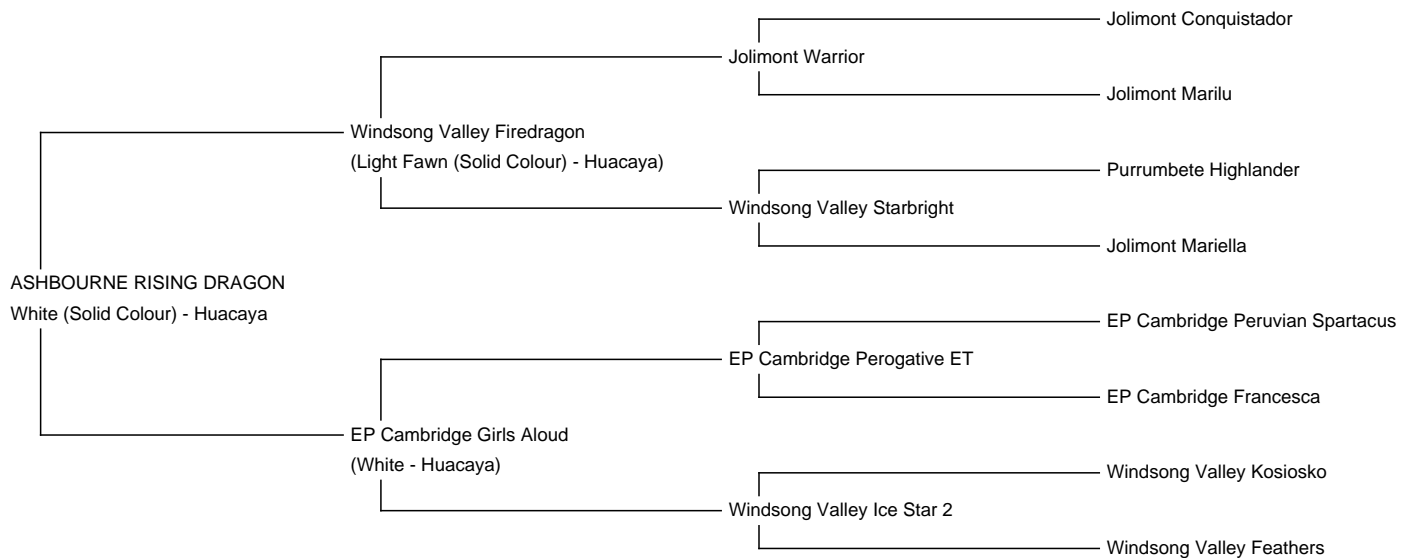 Jolimont Conquistador
Jolimont Warrior
Jolimont Marilu
Windsong Valley Firedragon
(Light Fawn (Solid Colour) - Huacaya)
Purrumbete Highlander
Windsong Valley Starbright
Jolimont Mariella
ASHBOURNE RISING DRAGON
White (Solid Colour) - Huacaya
EP Cambridge Peruvian Spartacus
EP Cambridge Perogative ET
EP Cambridge Francesca
EP Cambridge Girls Aloud
(White - Huacaya)
Windsong Valley Kosiosko
Windsong Valley Ice Star 2
Windsong Valley Feathers